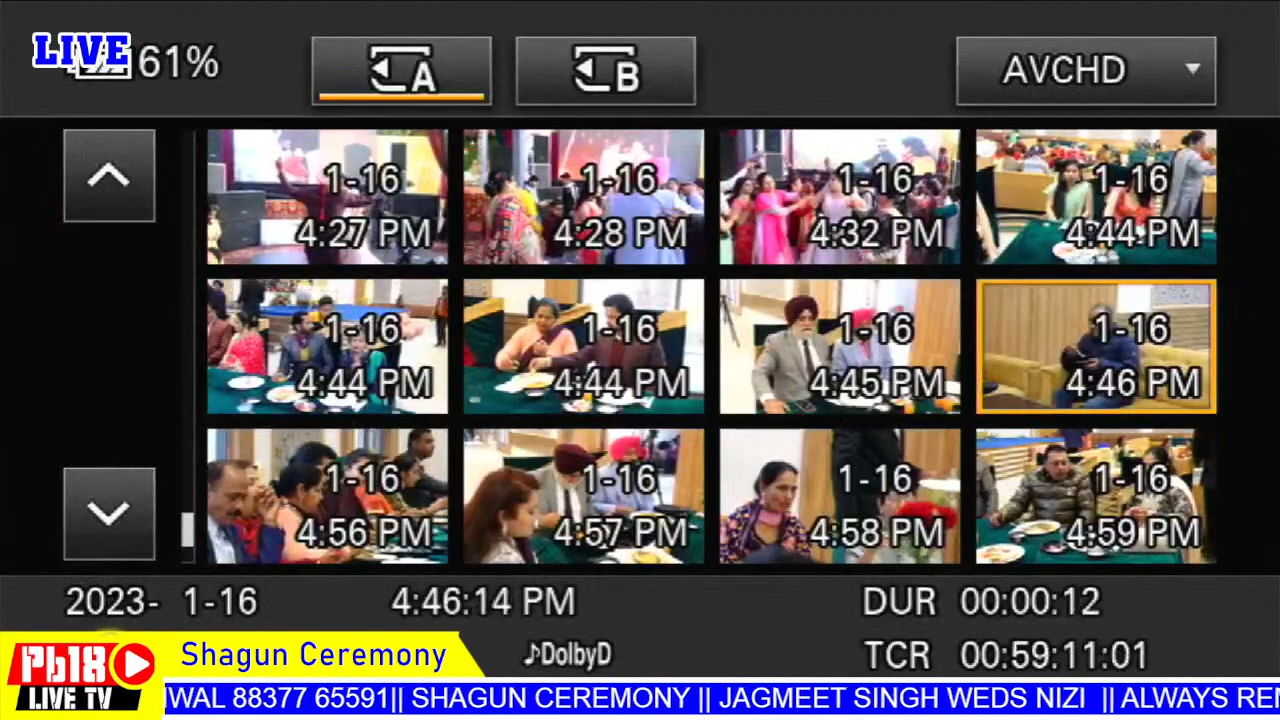 LIVE
61%
A
B
AVCHD
1-16
4:27 PM
1-16
4:28 PM
1-16
4:32 PM
1-16
4:44 PM
1-16
4:44 PM
1-16
4:44 PM
1-16
4:45 PM
1-16
4:46 PM
1-16
4:56 PM
1-16
4:57 PM
1-16
4:58 PM
1-16
4:59 PM
2023- 1-16 4:46:14 PM DUR 00:00:12
♪DolbyD TCR 00:59:11:01
Pb18
LIVE TV
Shagun Ceremony
WAL 88377 65591|| SHAGUN CEREMONY || JAGMEET SINGH WEDS NIZI || ALWAYS REN